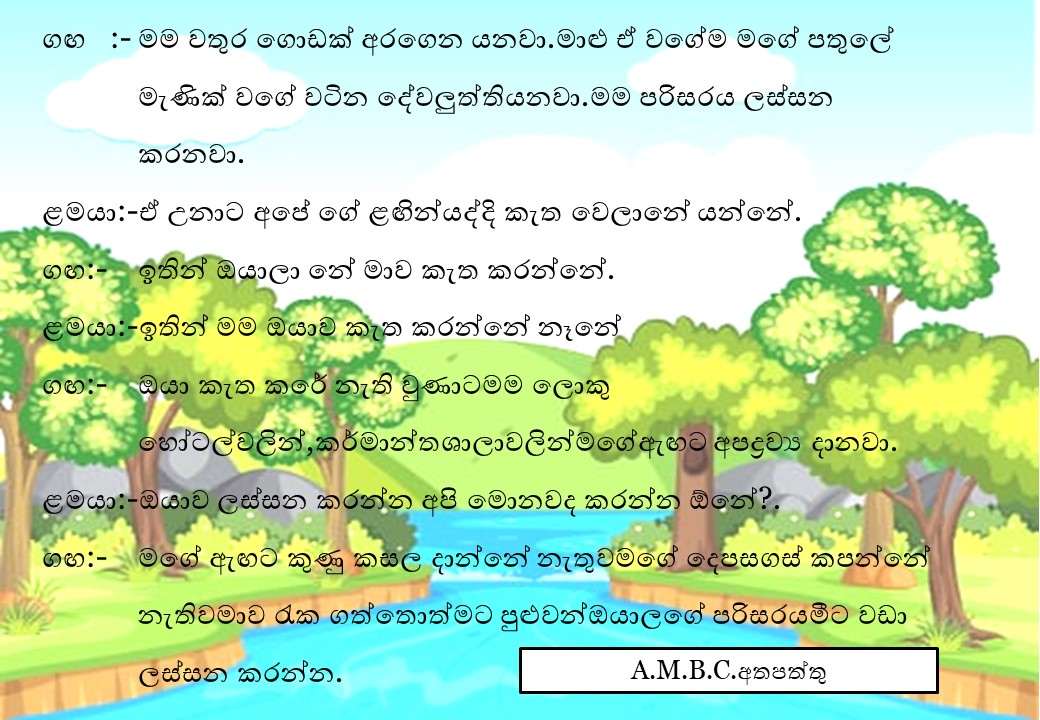 ගඟ :- මම වතුර ගොඩක් අරගෙන යනවා.මාළු ඒ වගේම මගේ පතුලේ
මැණික් වගේ වටින දේවලුත්තියනවා.මම පරිසරය ලස්සන
කරනවා.
ළමයා:-ඒ උනාට අපේ ගේ ළඟින්යද්දි කැත වෙලානේ යන්නේ.
ගඟ:- ඉතින් ඔයාලා නේ මාව කැත කරන්නේ.
ළමයා:-ඉතින් මම ඔයාව කැත කරන්නේ නෑනේ
ගඟ:- ඔයා කැත කරේ නැති වුණාටමම ලොකු
හෝටල්වලින්,කර්මාන්තශාලාවලින්මගේඇඟට අපද්‍රව්‍ය දානවා.
ළමයා:-ඔයාව ලස්සන කරන්න අපි මොනවද කරන්න ඕනේ?.
ගඟ:- මගේ ඇඟට කුණු කසල දාන්නේ නැතුවමගේ දෙපසගස් කපන්නේ
නැතිවමාව රැක ගත්තොත්මට පුළුවන්ඔයාලගේ පරිසරයමීට වඩා
ලස්සන කරන්න.
A.M.B.C.අතපත්තු